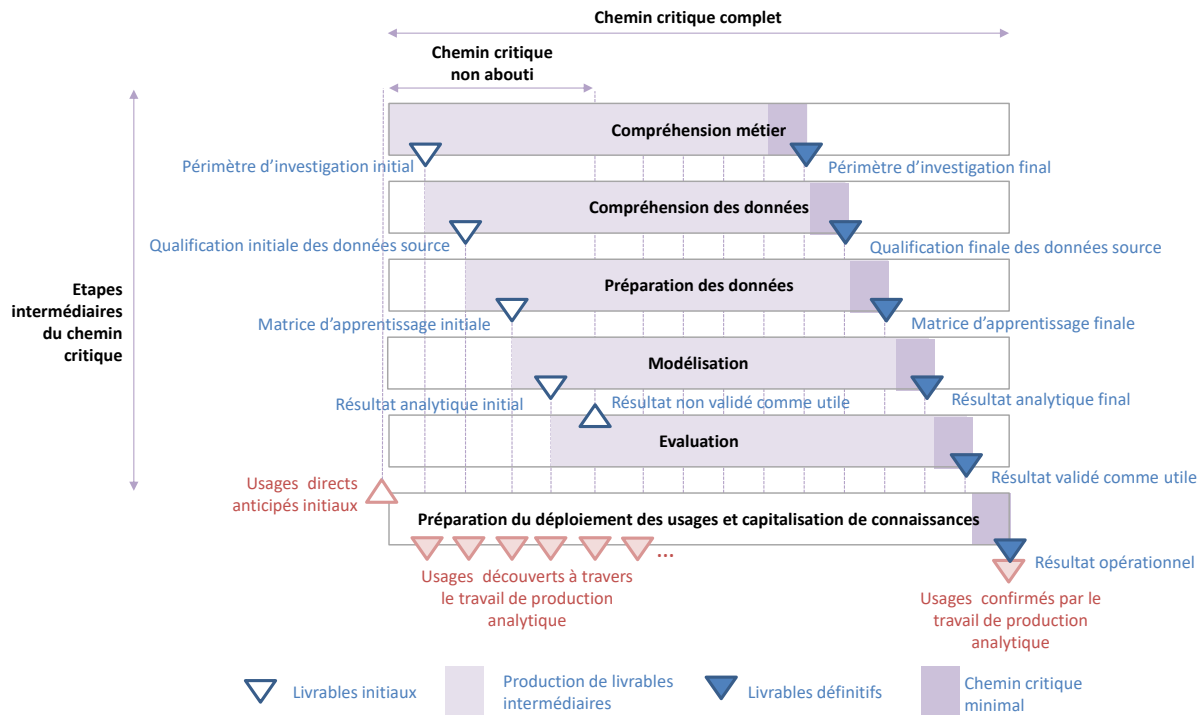 Chemin critique complet
Chemin critique
non abouti
Compréhension métier
Périmètre d'investigation initial
Périmètre d'investigation final
Compréhension des données
Qualification initiale des données source
Qualification finale des données source
Etapes
intermédiaires
du chemin
critique
Préparation des données
Matrice d'apprentissage initiale
Matrice d'apprentissage finale
Modélisation
Résultat analytique initial
Résultat non validé comme utile
Résultat analytique final
Evaluation
Résultat validé comme utile
Usages directs
anticipés initiaux
Préparation du déploiement des usages et capitalisation de connaissances
...
Résultat opérationnel
Usages découverts à travers
le travail de production
analytique
Usages confirmés par le
travail de production
analytique
Livrables initiaux
Production de livrables
intermédiaires
Livrables définitifs
Chemin critique
minimal